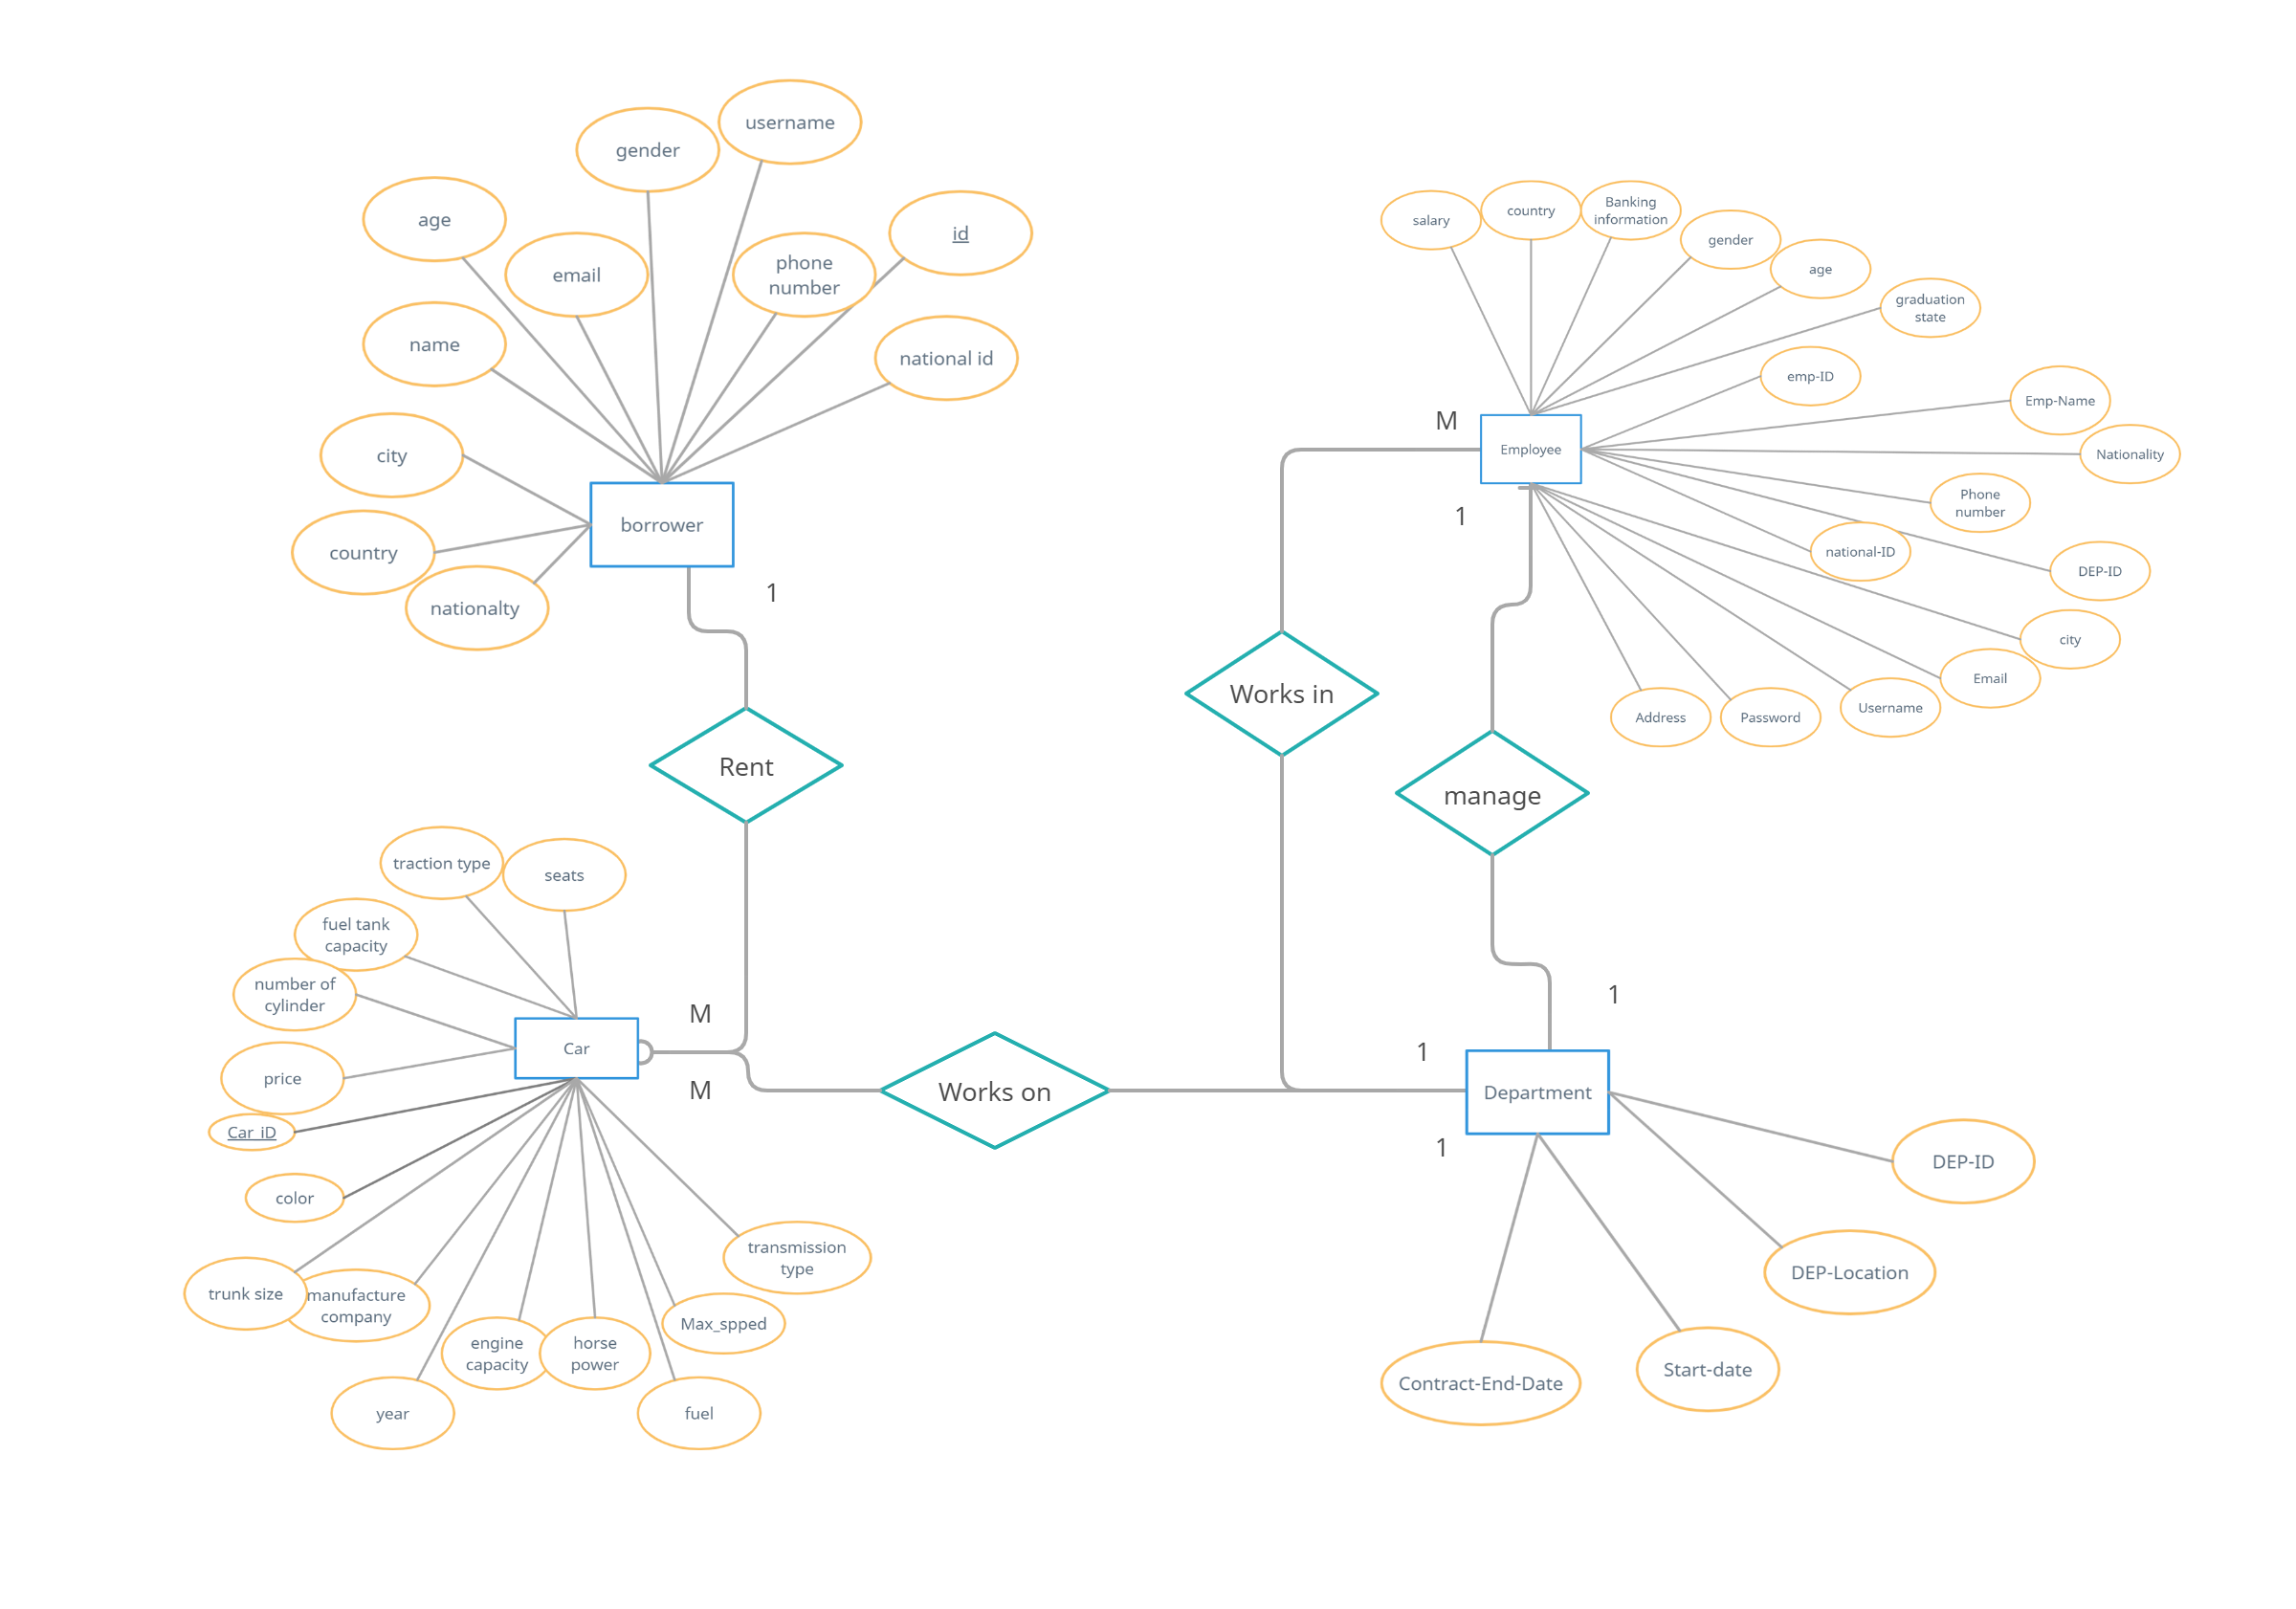 username
gender
age
id
email
phone
number
name
national id
city
borrower
country
nationalty
1
Rent
salary
country
Banking
information
gender
age
graduation
state
emp-ID
Emp-Name
M
Employee
Nationality
Phone
number
1
national-ID
DEP-ID
city
Email
Username
Password
Address
Works in
manage
traction type
seats
fuel tank
capacity
number of
cylinder
M
Car
price
M
Car_iD
color
trunk size
manufacture
company
transmission
type
Max_spped
engine
capacity
horse
power
year
fuel
Works on
1
1
Department
1
DEP-ID
DEP-Location
Start-date
Contract-End-Date